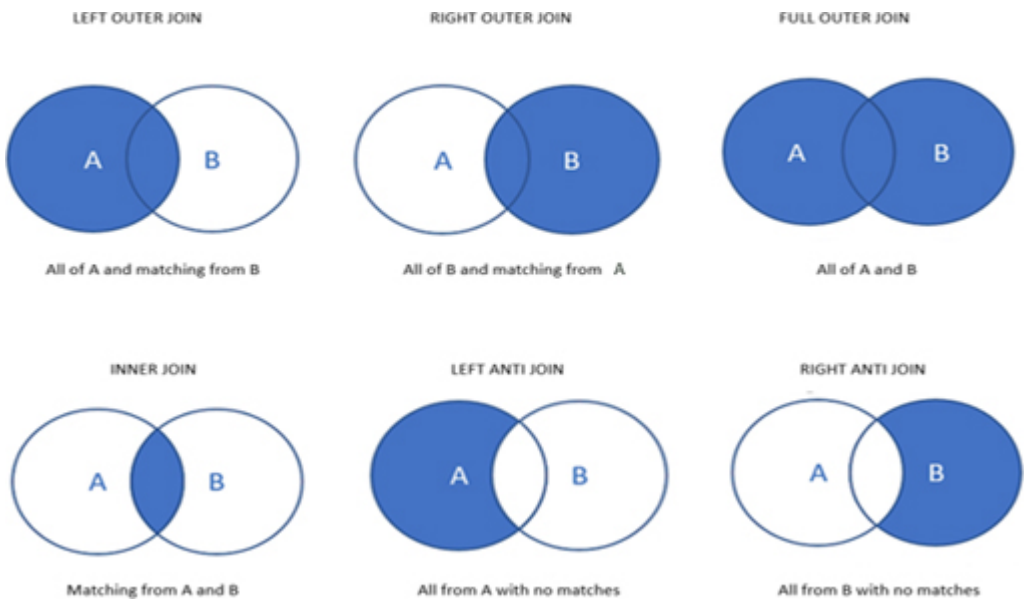 LEFT OUTER JOIN
RIGHT OUTER JOIN
FULL OUTER JOIN
A
B
A
B
A
B
All of A and matching from B
All of B and matching from A
All of A and B
INNER JOIN
LEFT ANTI JOIN
RIGHT ANTI JOIN
A
B
A
B
A
B
Matching from A and B
All from A with no matches
All from B with no matches